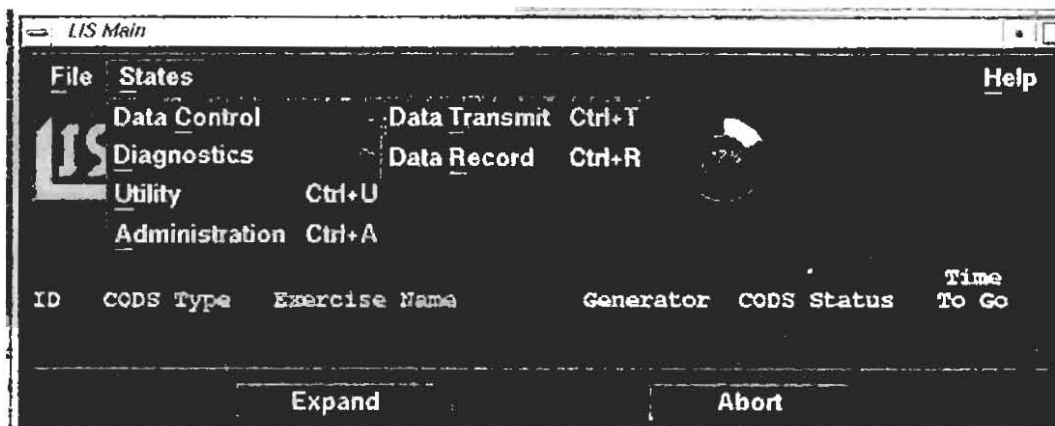 LIS Main
File States Help
LIS
Data Control Data Transmit Ctrl+T
Diagnostics Data Record Ctrl+R
Utility Ctrl+U
Administration Ctrl+A
Time
ID CODS Type Exercise Name Generator CODS Status To Go
Expand Abort